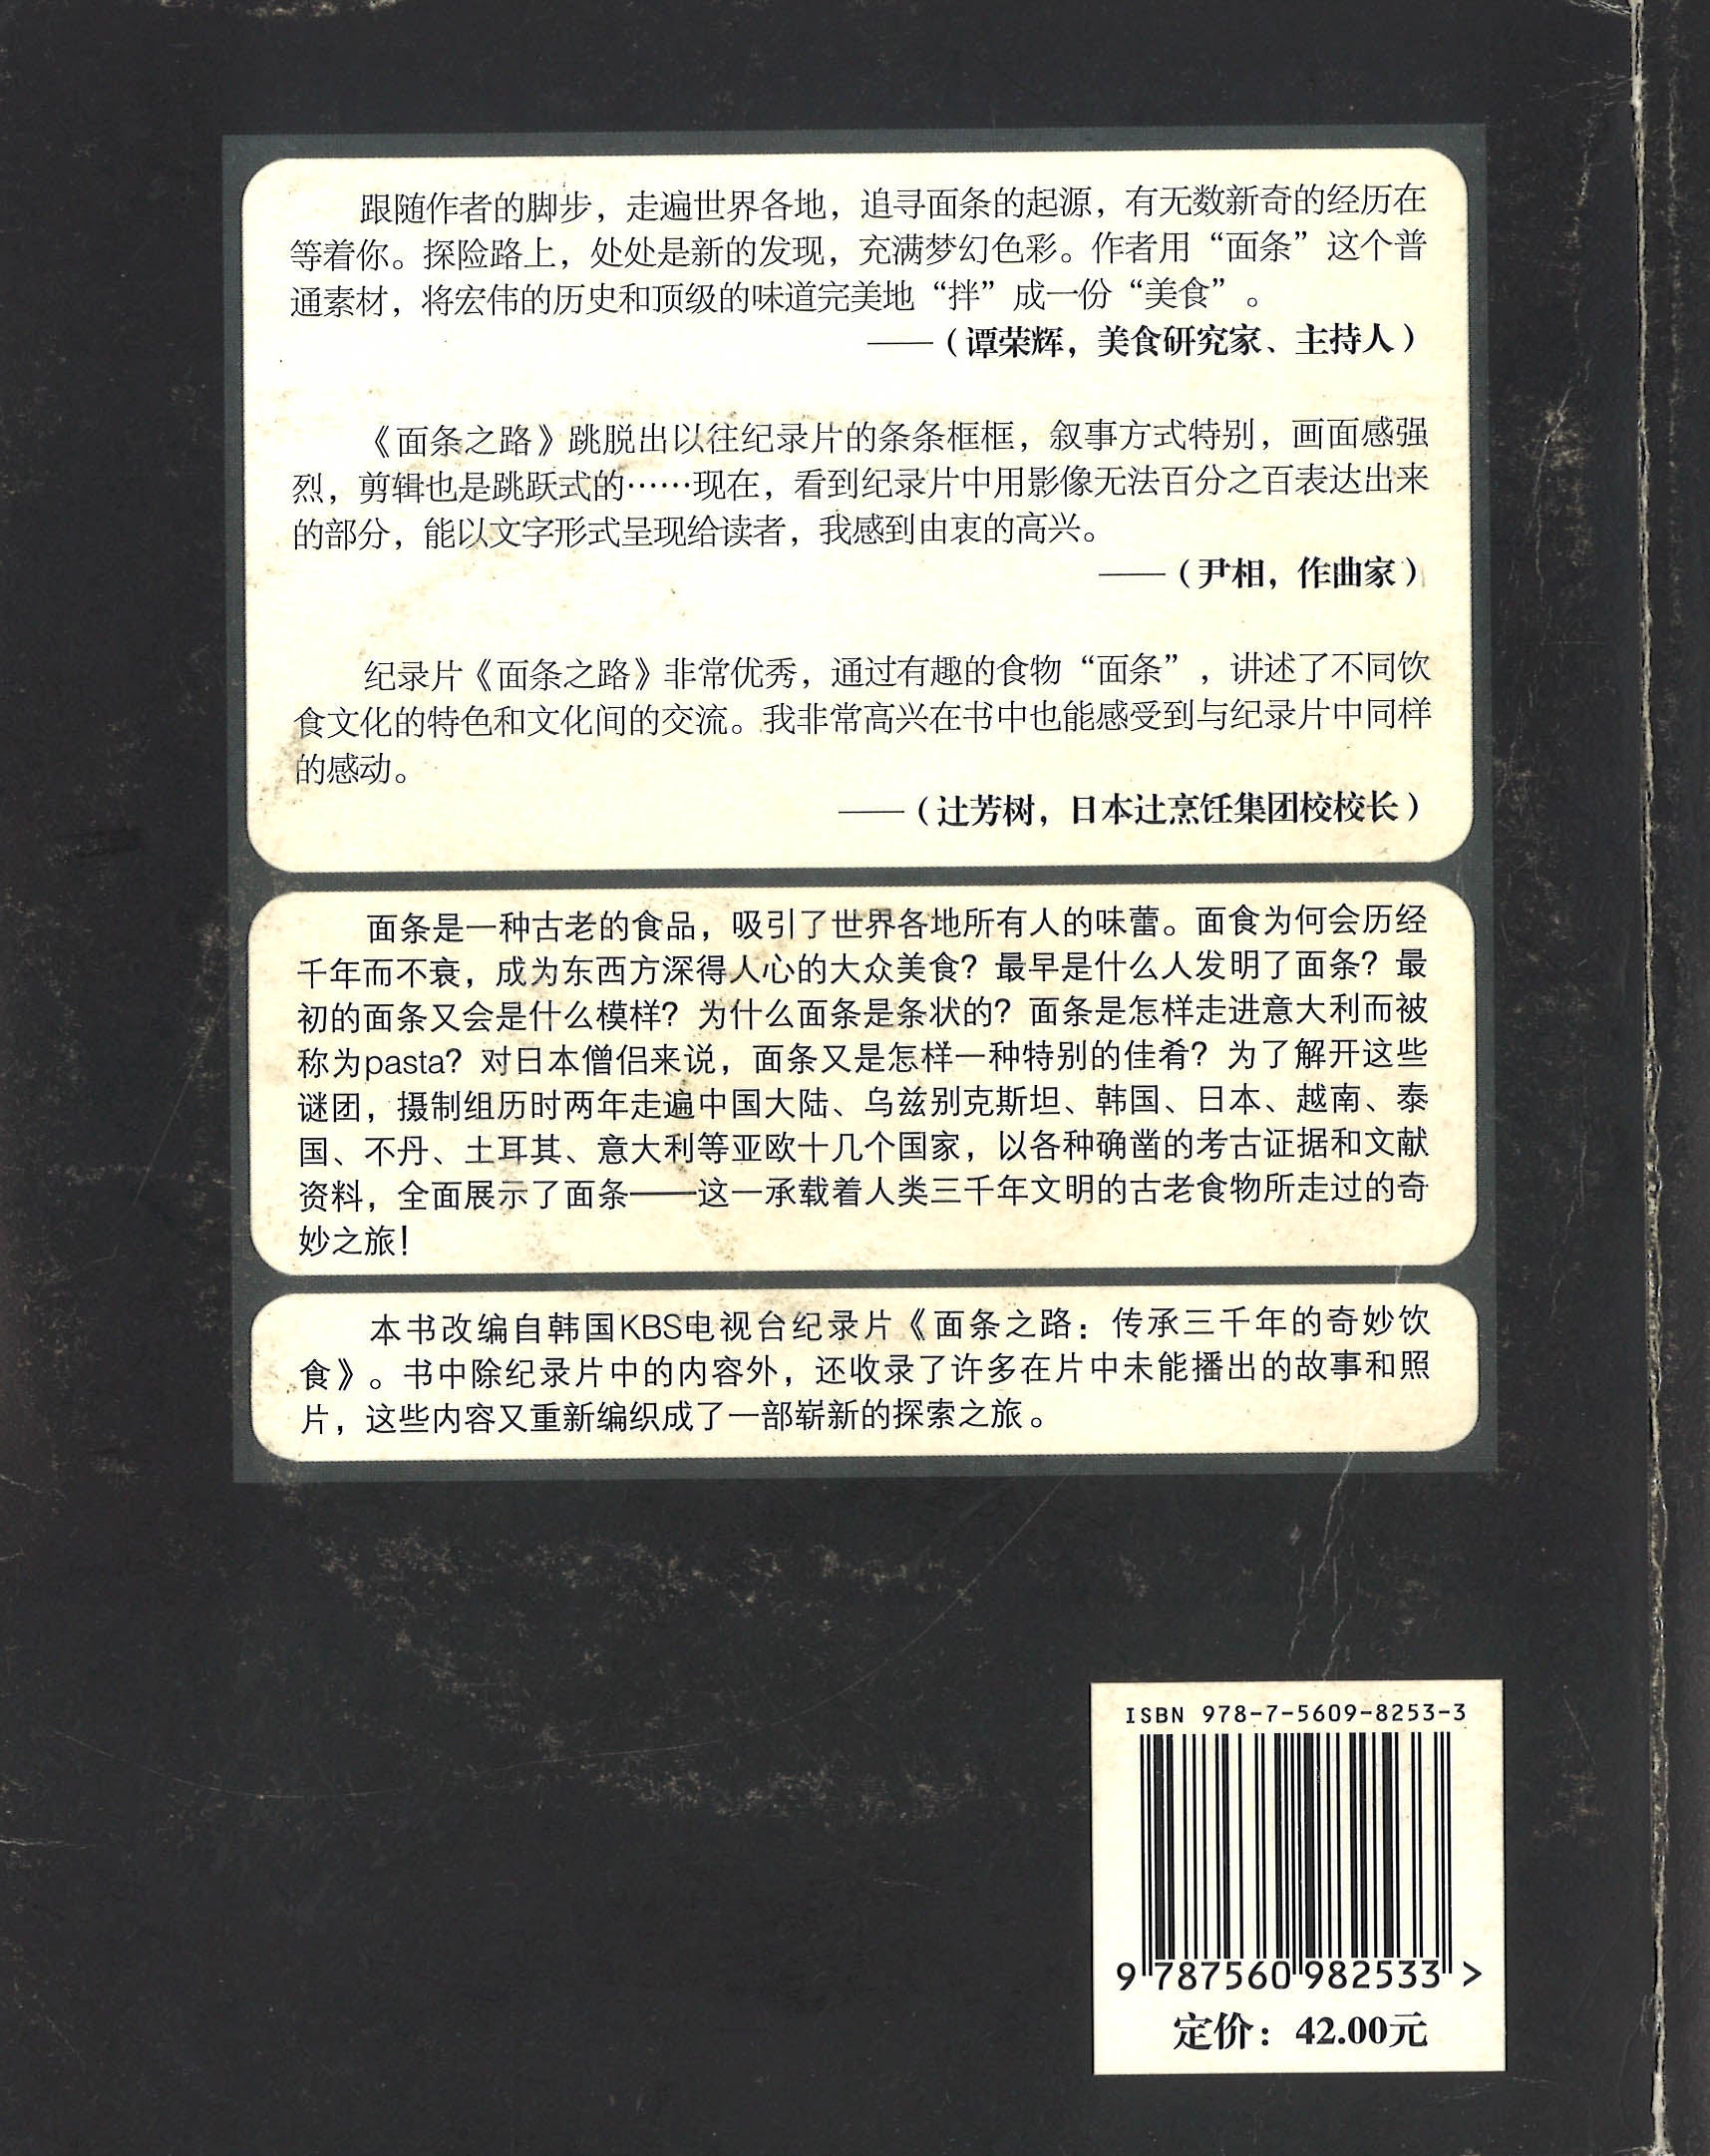 跟随作者的脚步，走遍世界各地，追寻面条的起源，有无数新奇的经历在
等着你。探险路上，处处是新的发现，充满梦幻色彩。作者用“面条”这个普
通素材，将宏伟的历史和顶级的味道完美地“拌”成一份“美食”。
——（谭荣辉，美食研究家、主持人）
《面条之路》跳脱出以往纪录片的条条框框，叙事方式特别，画面感强
烈，剪辑也是跳跃式的……现在，看到纪录片中用影像无法百分之百表达出来
的部分，能以文字形式呈现给读者，我感到由衷的高兴。
——（尹相，作曲家）
纪录片《面条之路》非常优秀，通过有趣的食物“面条”，讲述了不同饮
食文化的特色和文化间的交流。我非常高兴在书中也能感受到与纪录片中同样
的感动。
——（辻芳树，日本辻烹饪集团校校长）
面条是一种古老的食品，吸引了世界各地所有人的味蕾。面食为何会历经
千年而不衰，成为东西方深得人心的大众美食？最早是什么人发明了面条？最
初的面条又会是什么模样？为什么面条是条状的？面条是怎样走进意大利而被
称为pasta？对日本僧侣来说，面条又是怎样一种特别的佳肴？为了解开这些
谜团，摄制组历时两年走遍中国大陆、乌兹别克斯坦、韩国、日本、越南、泰
国、不丹、土耳其、意大利等亚欧十几个国家，以各种确凿的考古证据和文献
资料，全面展示了面条——这一承载着人类三千年文明的古老食物所走过的奇
妙之旅！
本书改编自韩国KBS电视台纪录片《面条之路：传承三千年的奇妙饮
食》。书中除纪录片中的内容外，还收录了许多在片中未能播出的故事和照
片，这些内容又重新编织成了一部崭新的探索之旅。
ISBN 978-7-5609-8253-3
9 787560 982533 >
定价：42.00元